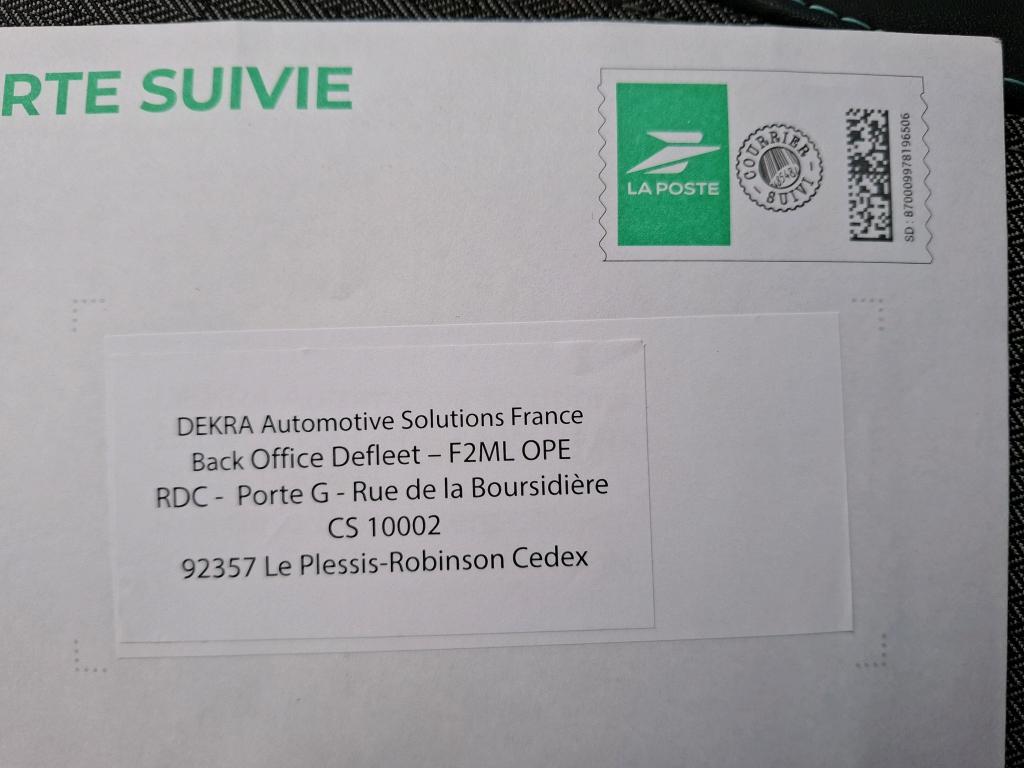 RTE SUIVIE
LA POSTE
COURRIER
SUIVI
SD : 870009978196506
DEKRA Automotive Solutions France
Back Office Defleet – F2ML OPE
RDC - Porte G - Rue de la Boursidière
CS 10002
92357 Le Plessis-Robinson Cedex